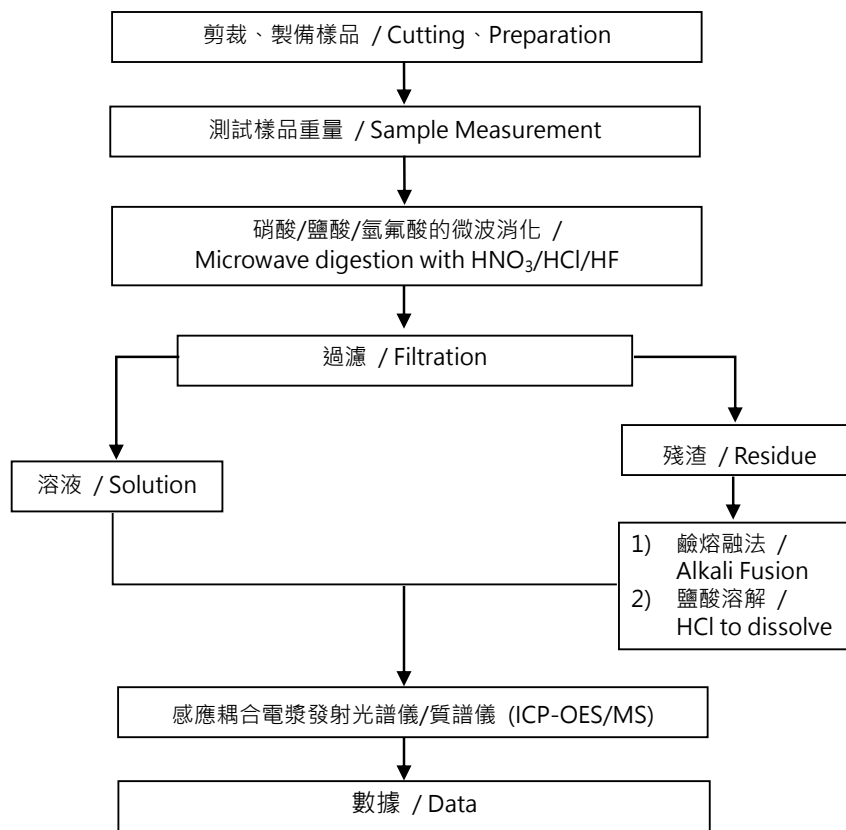 剪裁、製備樣品 / Cutting、Preparation
測試樣品重量 / Sample Measurement
硝酸/鹽酸/氫氟酸的微波消化 /
Microwave digestion with HNO₃/HCl/HF
過濾 / Filtration
溶液 / Solution
殘渣 / Residue
1) 鹼熔融法 /
Alkali Fusion
2) 鹽酸溶解 /
HCl to dissolve
感應耦合電漿發射光譜儀/質譜儀 (ICP-OES/MS)
數據 / Data